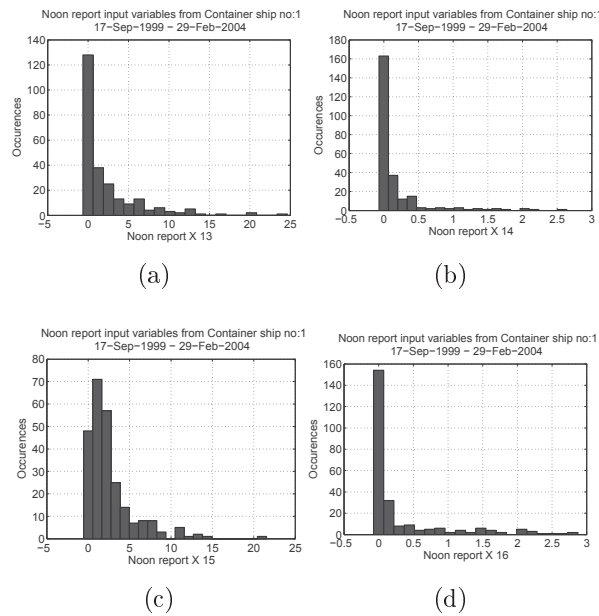 Noon report input variables from Container ship no:1
17-Sep-1999 - 29-Feb-2004
140
120
100
80
60
40
20
0
Occurences
-5 0 5 10 15 20 25
Noon report X 13
(a)
Noon report input variables from Container ship no:1
17-Sep-1999 - 29-Feb-2004
180
160
140
120
100
80
60
40
20
0
Occurences
-0.5 0 0.5 1 1.5 2 2.5 3
Noon report X 14
(b)
Noon report input variables from Container ship no:1
17-Sep-1999 - 29-Feb-2004
80
70
60
50
40
30
20
10
0
Occurences
-5 0 5 10 15 20 25
Noon report X 15
(c)
Noon report input variables from Container ship no:1
17-Sep-1999 - 29-Feb-2004
160
140
120
100
80
60
40
20
0
Occurences
-0.5 0 0.5 1 1.5 2 2.5 3
Noon report X 16
(d)